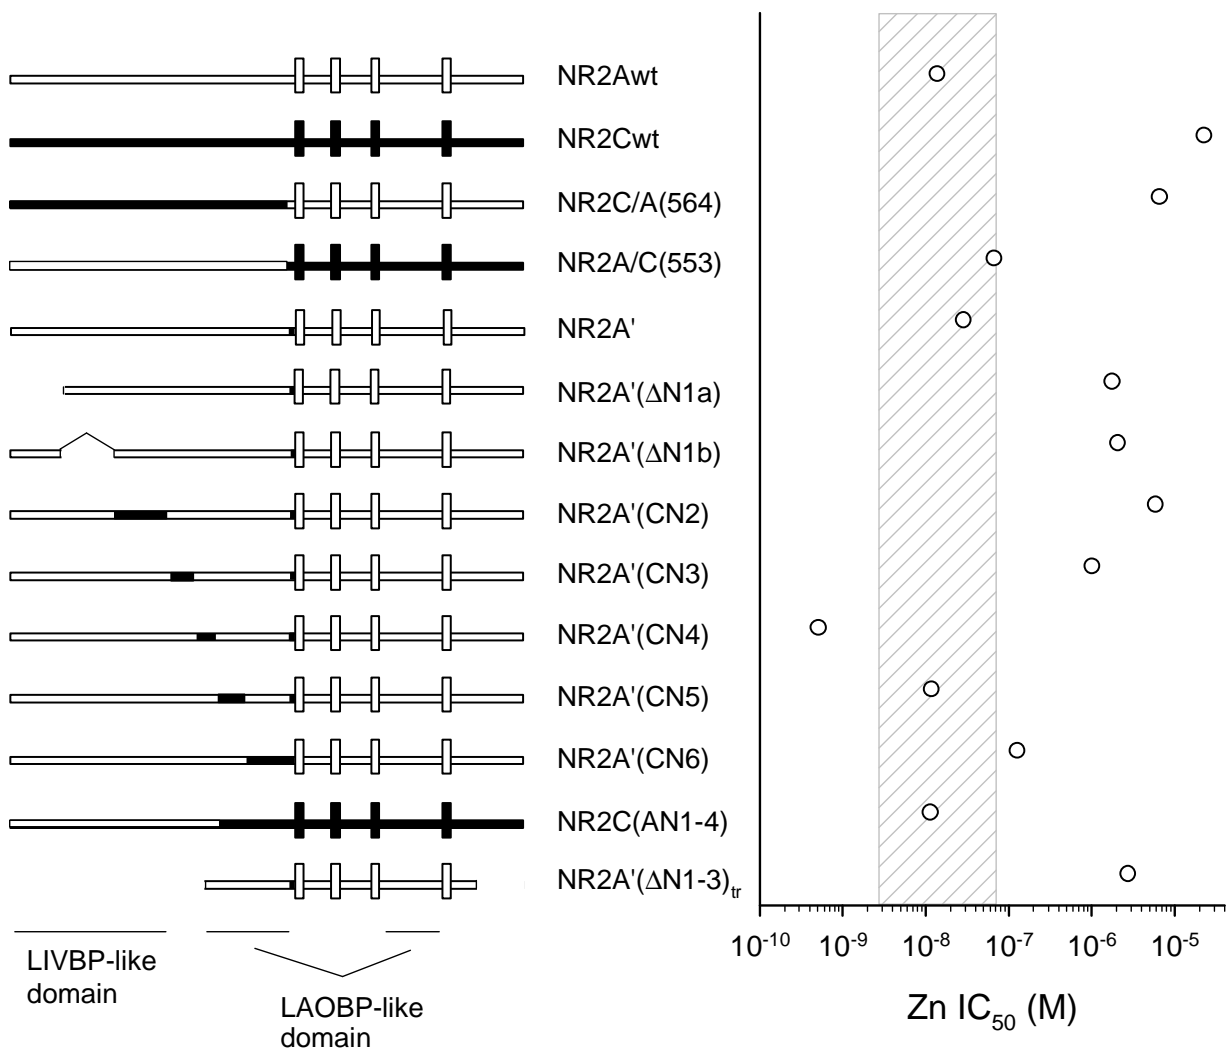 NR2Awt
NR2Cwt
NR2C/A(564)
NR2A/C(553)
NR2A'
NR2A'(ΔN1a)
NR2A'(ΔN1b)
NR2A'(CN2)
NR2A'(CN3)
NR2A'(CN4)
NR2A'(CN5)
NR2A'(CN6)
NR2C(AN1-4)
NR2A'(ΔN1-3)tr
10-10 10-9 10-8 10-7 10-6 10-5
Zn IC50 (M)
LIVBP-like
domain
LAOBP-like
domain